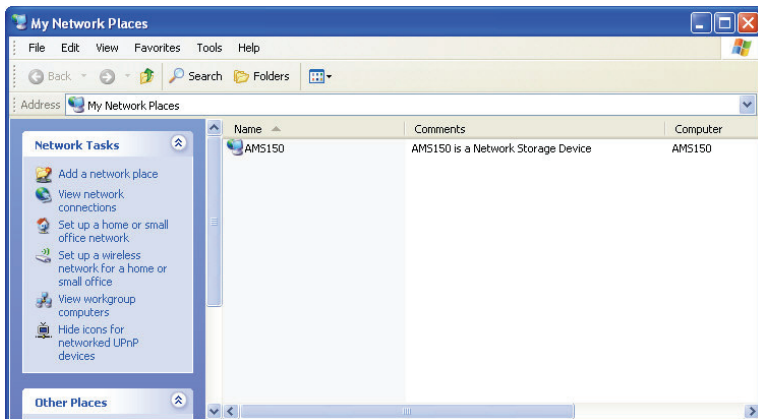 My Network Places
File Edit View Favorites Tools Help
Back Search Folders
Address My Network Places
Network Tasks
Add a network place
View network
connections
Set up a home or small
office network
Set up a wireless
network for a home or
small office
View workgroup
computers
Hide icons for
networked UPnP
devices
Other Places
Name Comments Computer
AMS150 AMS150 is a Network Storage Device AMS150